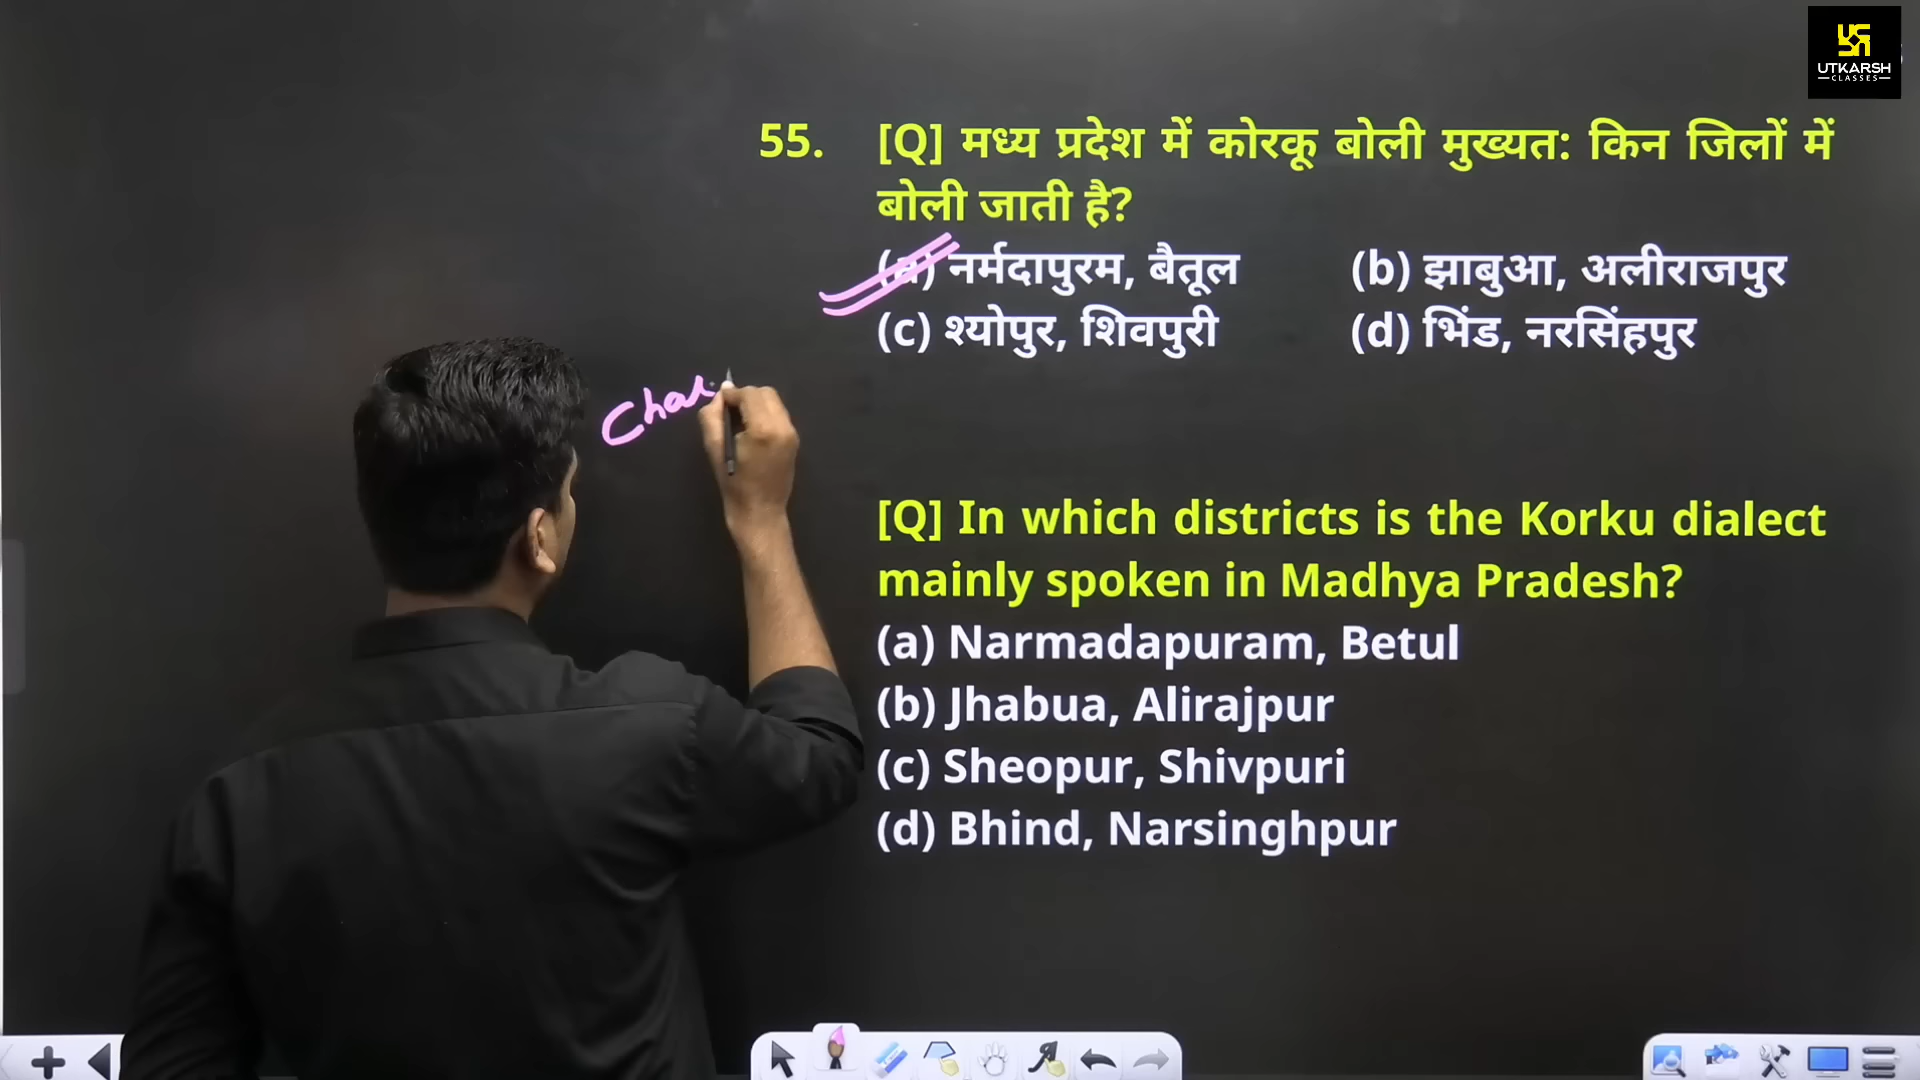 UTKARSH
CLASSES
55. [Q] मध्य प्रदेश में कोरकू बोली मुख्यत: किन जिलों में
बोली जाती है?
(a) नर्मदापुरम, बैतूल (b) झाबुआ, अलीराजपुर
(c) श्योपुर, शिवपुरी (d) भिंड, नरसिंहपुर
[Q] In which districts is the Korku dialect
mainly spoken in Madhya Pradesh?
(a) Narmadapuram, Betul
(b) Jhabua, Alirajpur
(c) Sheopur, Shivpuri
(d) Bhind, Narsinghpur